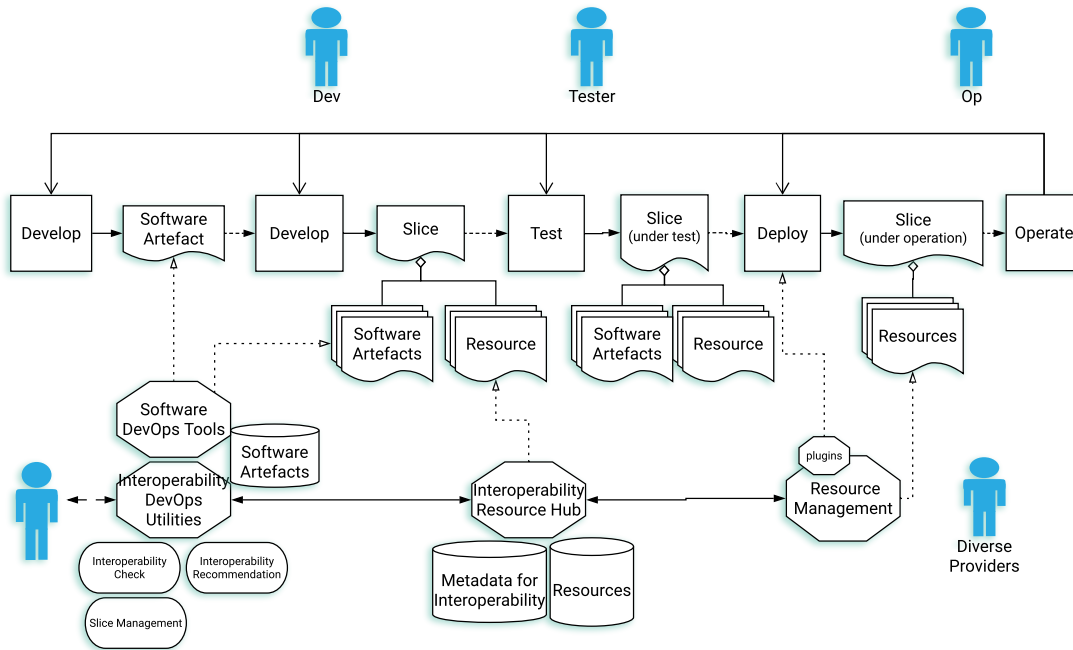 Dev
Tester
Op
Develop
Software
Artefact
Develop
Slice
Test
Slice
(under test)
Deploy
Slice
(under operation)
Operate
Software
Artefacts
Resource
Software
Artefacts
Resource
Resources
Software
DevOps Tools
Software
Artefacts
Interoperability
DevOps
Utilities
Interoperability
Resource Hub
plugins
Resource
Management
Diverse
Providers
Interoperability
Check
Interoperability
Recommendation
Slice Management
Metadata for
Interoperability
Resources